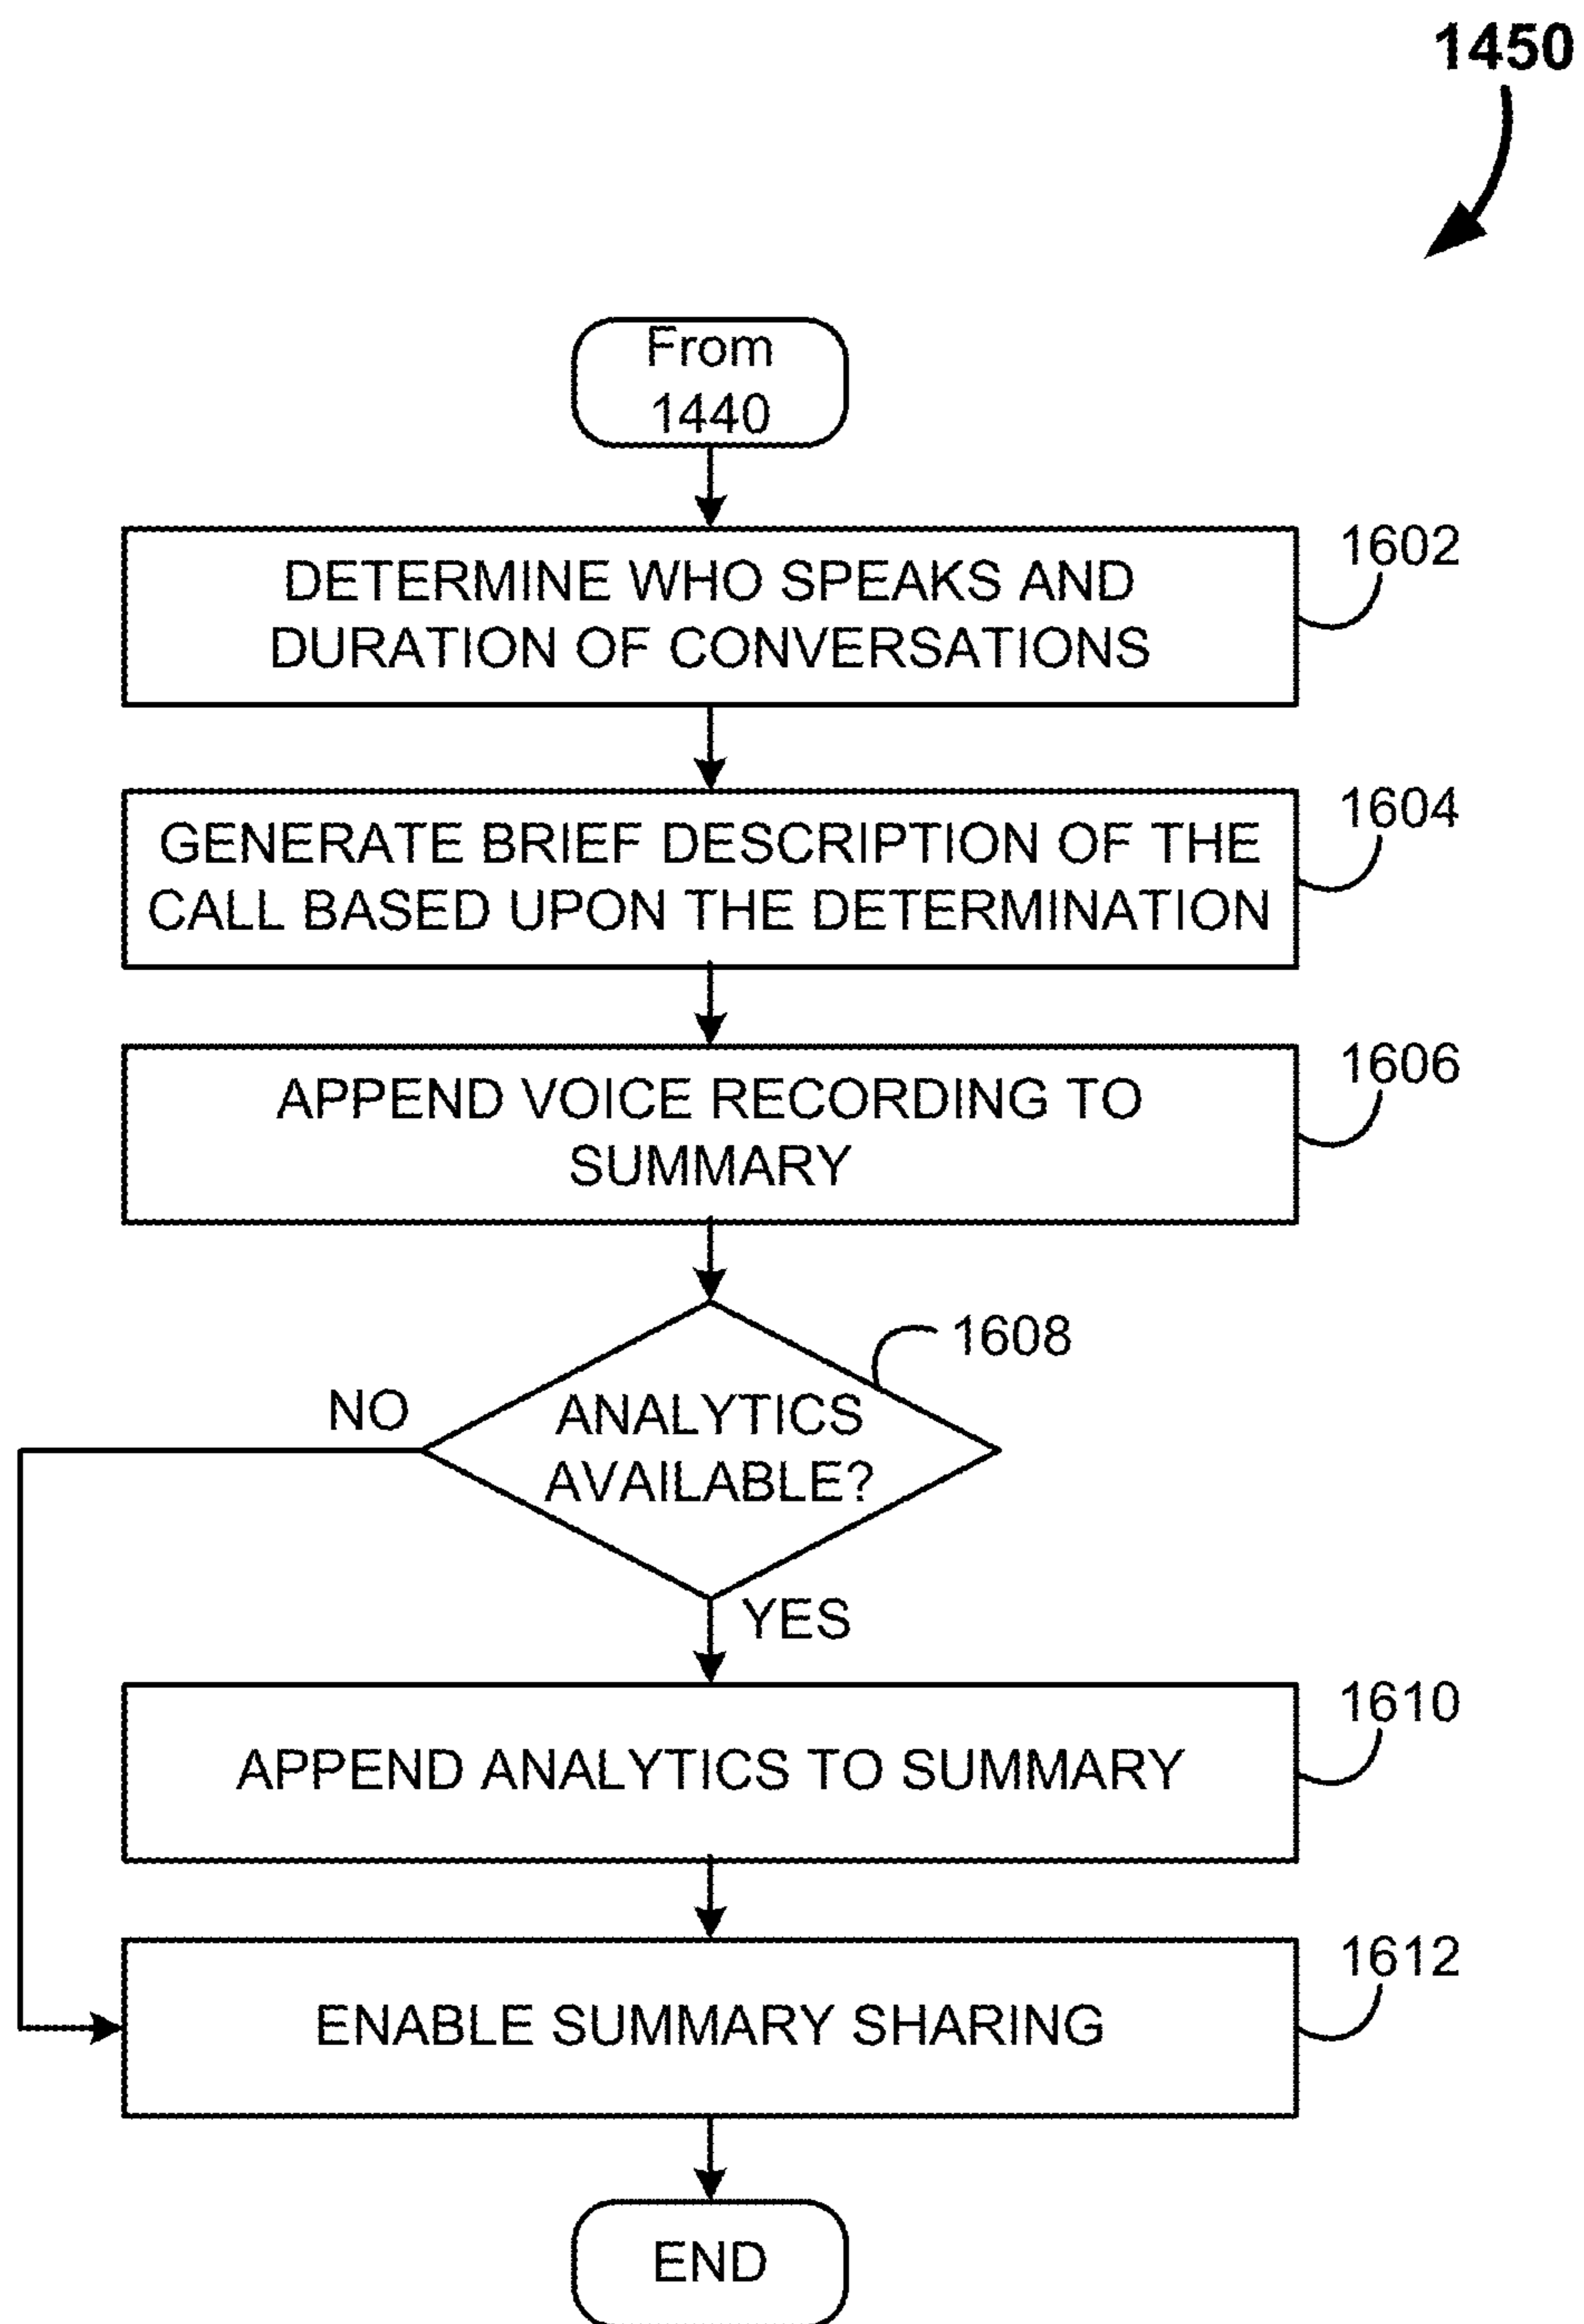 1450
From
1440
1602
DETERMINE WHO SPEAKS AND
DURATION OF CONVERSATIONS
1604
GENERATE BRIEF DESCRIPTION OF THE
CALL BASED UPON THE DETERMINATION
1606
APPEND VOICE RECORDING TO
SUMMARY
1608
NO
ANALYTICS
AVAILABLE?
YES
1610
APPEND ANALYTICS TO SUMMARY
1612
ENABLE SUMMARY SHARING
END